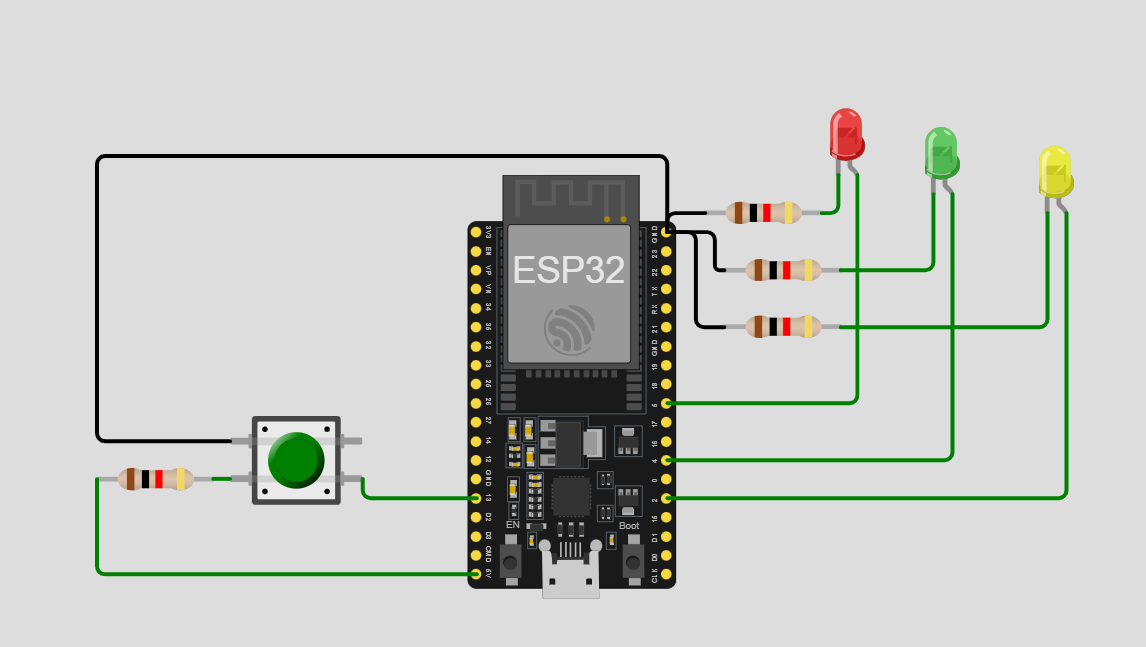 ESP32
3V3
EN
VP
VN
34
35
32
33
25
26
27
14
12
GND
13
D2
D3
CMD
5V
GND
23
22
TX
RX
21
GND
19
18
5
17
16
4
0
2
15
D1
D0
CLK
EN
Boot